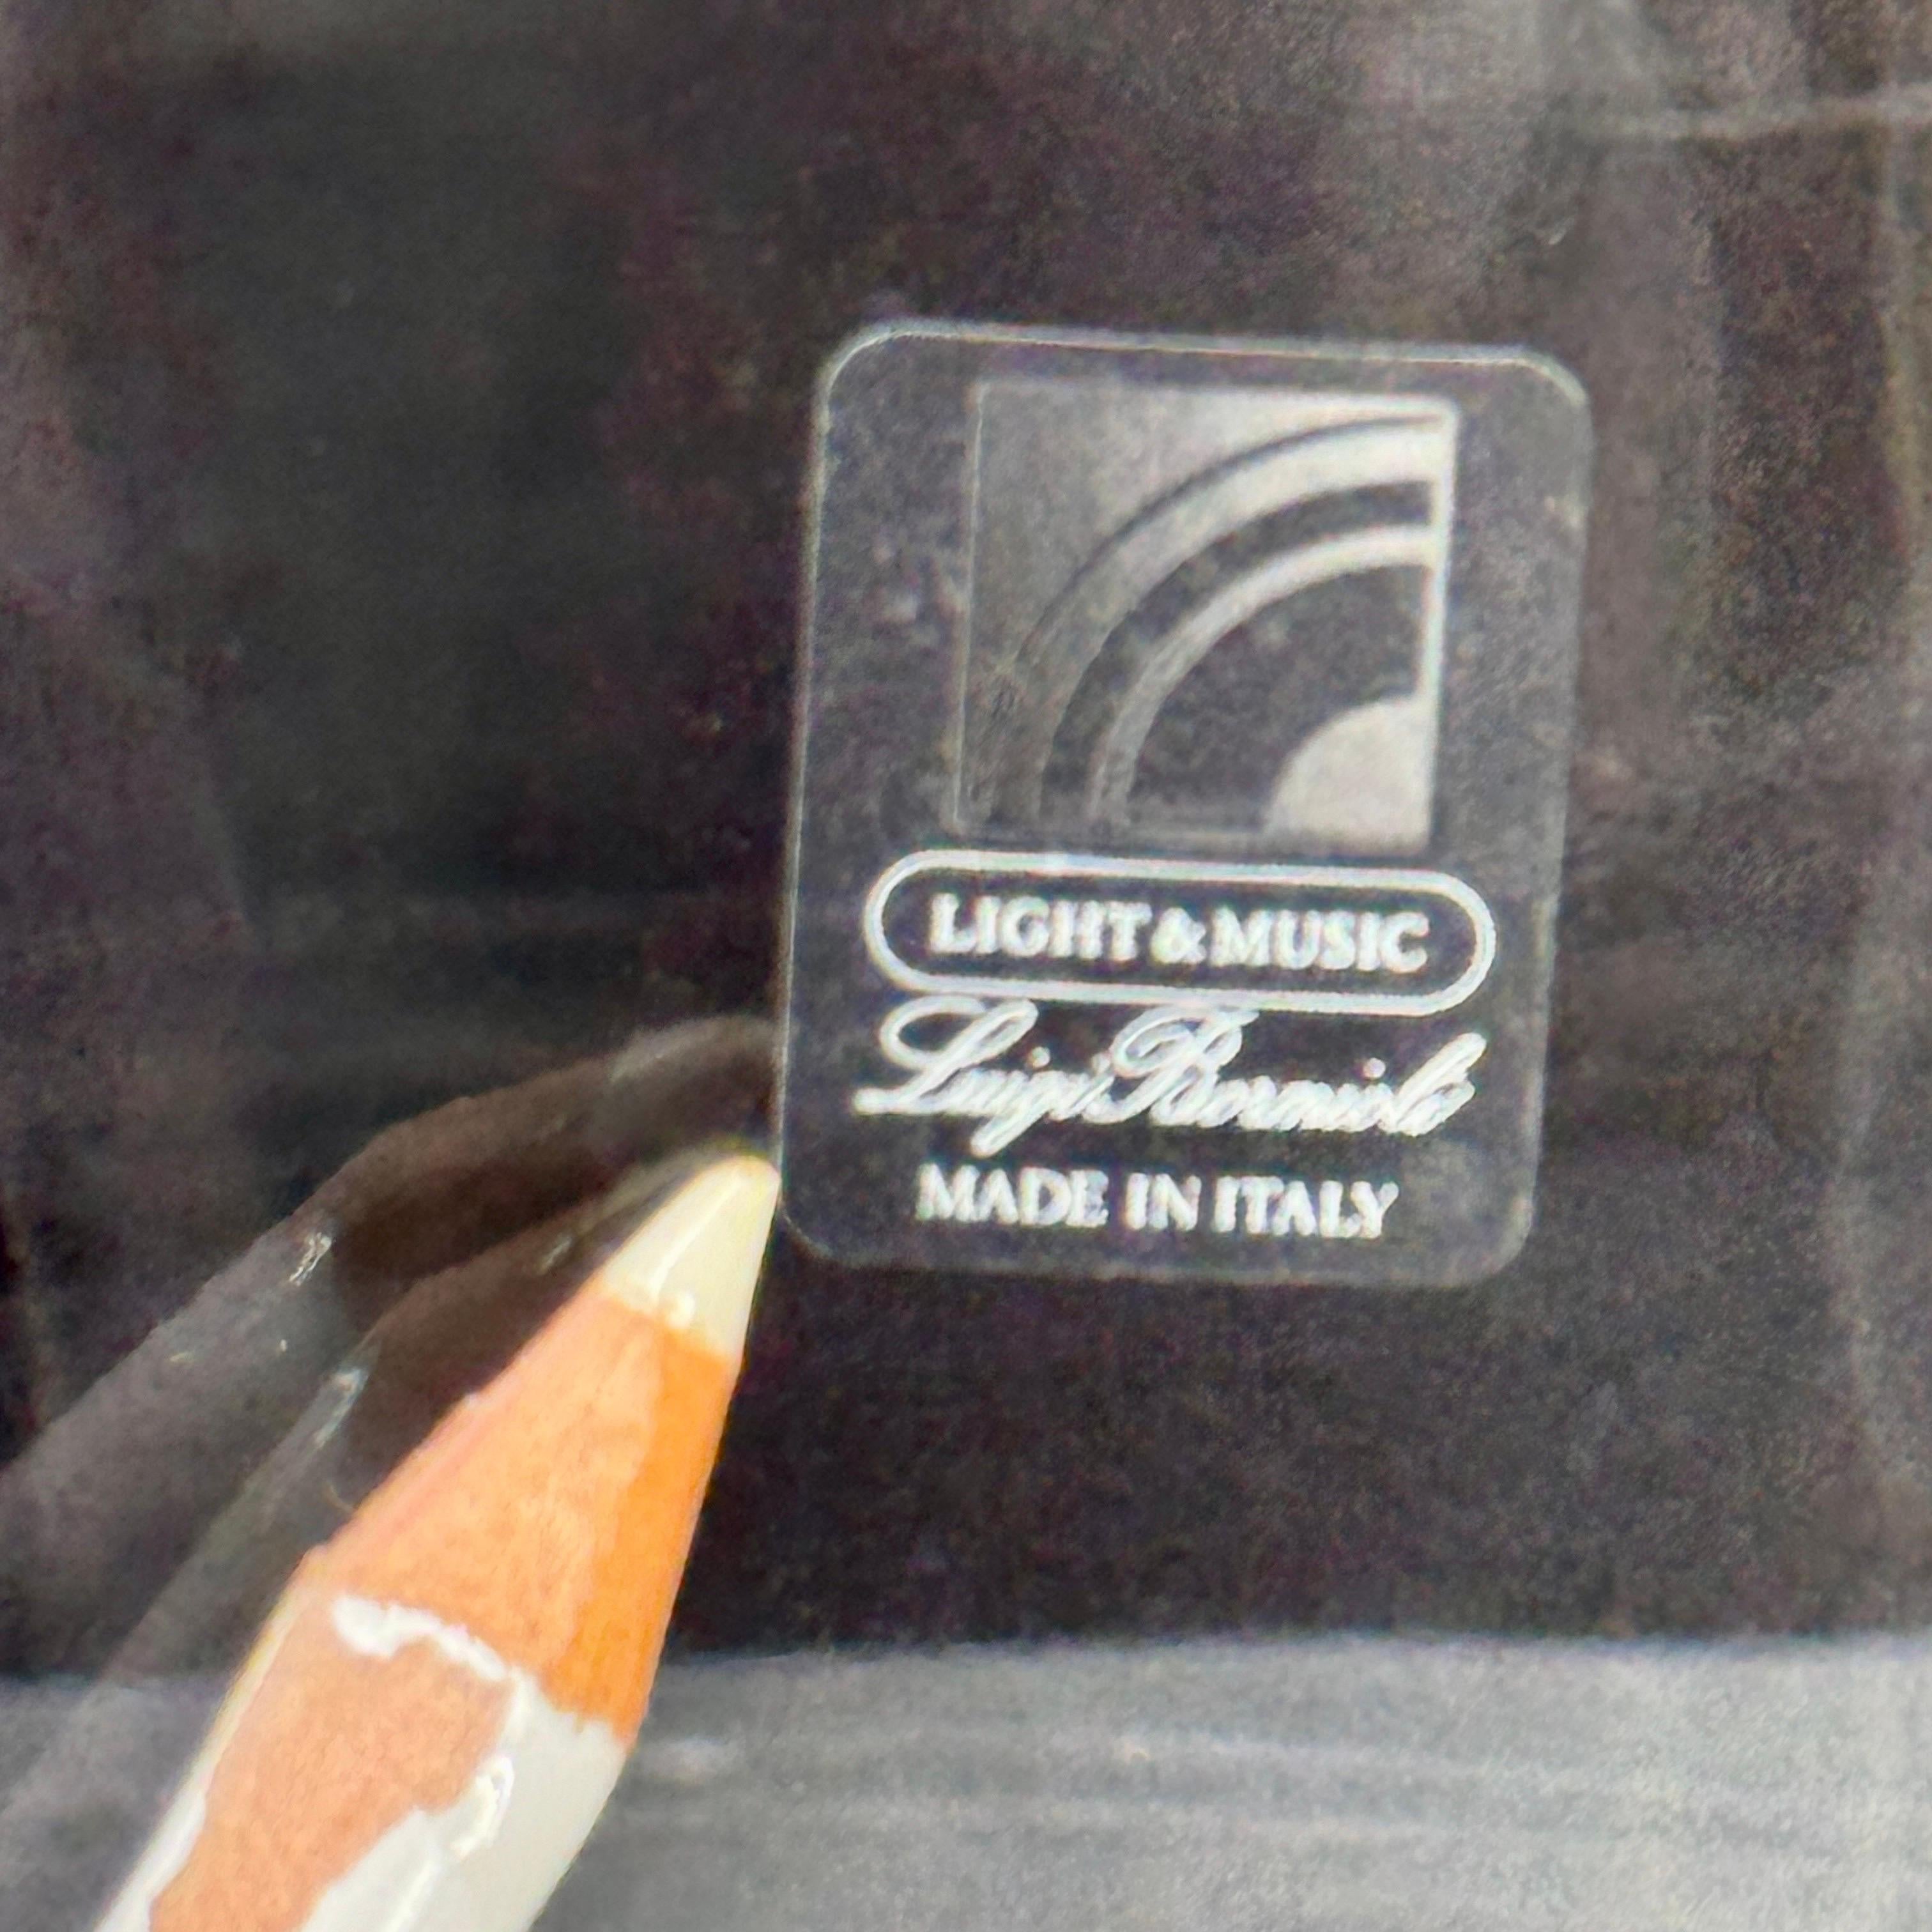 LIGHT & MUSIC
Luigi Bormioli
MADE IN ITALY